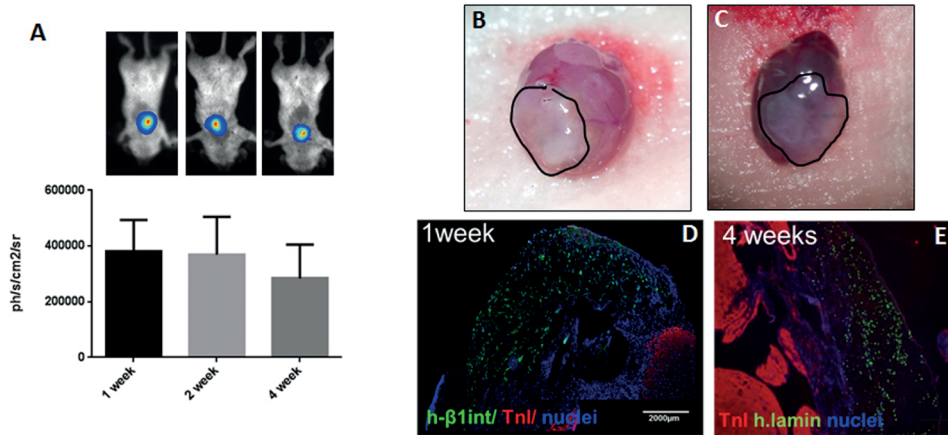 A
B
C
600000
400000
200000
0
ph/s/cm2/sr
1 week
2 week
4 week
1week
D
h-β1int/ TnI/ nuclei
2000µm
4 weeks
E
TnI h.lamin nuclei